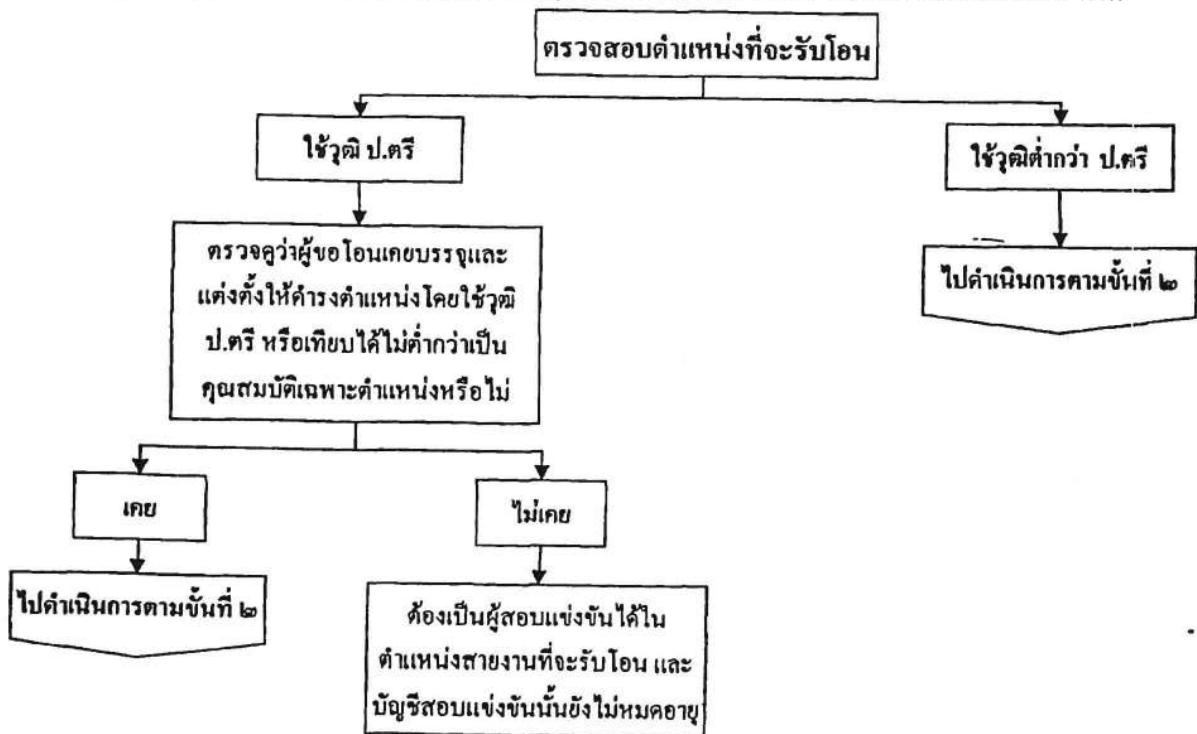 ตรวจสอบตำแหน่งที่จะรับโอน
ใช้วุฒิ ป.ตรี
ใช้วุฒิต่ำกว่า ป.ตรี
ตรวจดูว่าผู้ขอโอนเคยบรรจุและ
แต่งตั้งให้ดำรงตำแหน่งโดยใช้วุฒิ
ป.ตรี หรือเทียบได้ไม่ต่ำกว่าเป็น
คุณสมบัติเฉพาะตำแหน่งหรือไม่
ไปดำเนินการตามขั้นที่ ๒
เคย
ไม่เคย
ไปดำเนินการตามขั้นที่ ๒
ต้องเป็นผู้สอบแข่งขันได้ใน
ตำแหน่งสายงานที่จะรับโอน และ
บัญชีสอบแข่งขันนั้นยังไม่หมดอายุ